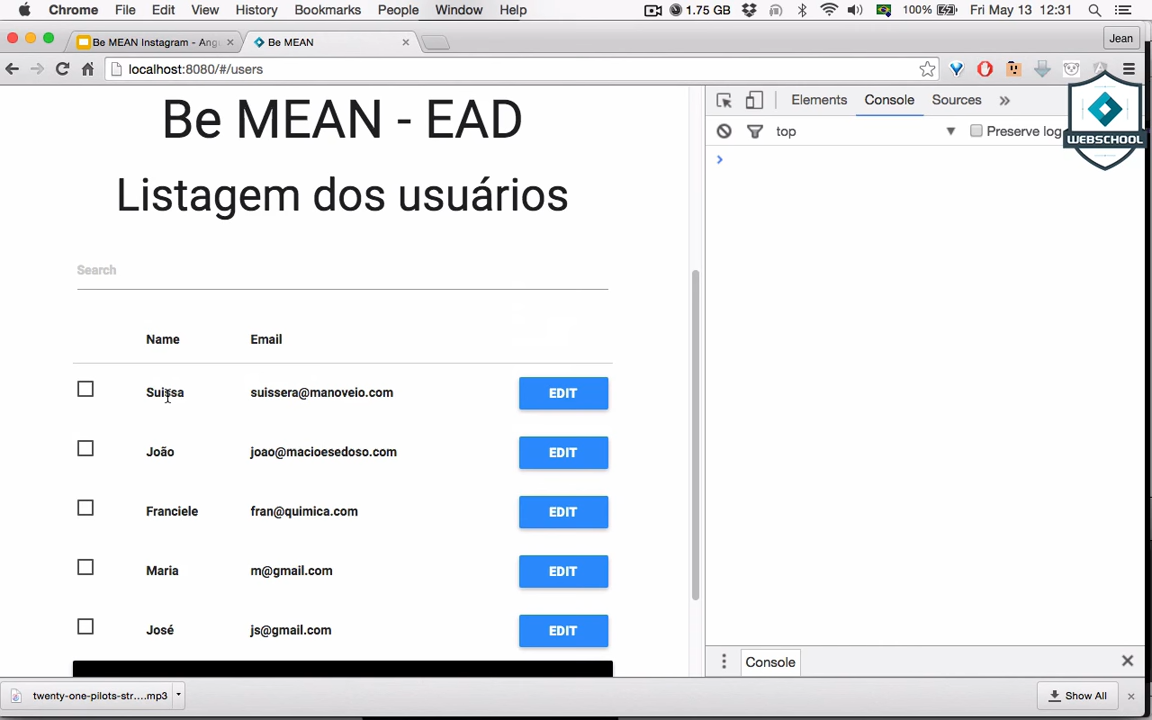 Chrome File Edit View History Bookmarks People Window Help 1.75 GB 100% Fri May 13 12:31
Be MEAN Instagram - Ang Be MEAN Jean
localhost:8080/#/users
Elements Console Sources
top Preserve log
WEBSCHOOL
Be MEAN - EAD
Listagem dos usuários
Search
Name Email
Suissa suissera@manoveio.com EDIT
João joao@macioesedoso.com EDIT
Franciele fran@quimica.com EDIT
Maria m@gmail.com EDIT
José js@gmail.com EDIT
Console
twenty-one-pilots-str....mp3 Show All